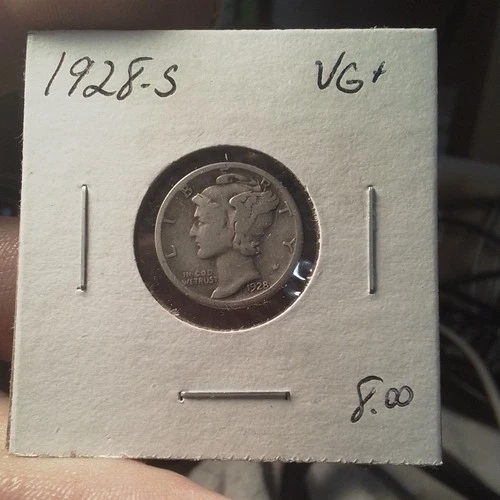 1928-S VG+
LIBERTY
IN GOD
WE TRUST
1928
8.00